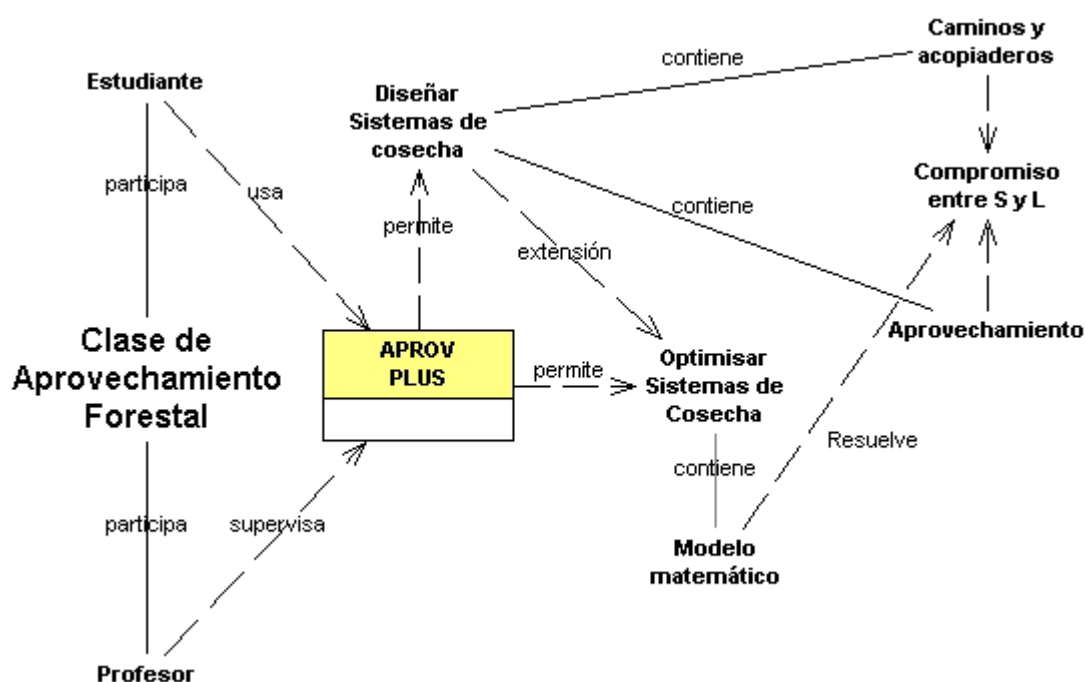 Caminos y
acopiaderos
contiene
Estudiante
Diseñar
Sistemas de
cosecha
participa
usa
Compromiso
entre S y L
contiene
permite
extensión
Clase de
Aprovechamiento
Forestal
APROV
PLUS
permite
Optimisar
Sistemas de
Cosecha
Aprovechamiento
Resuelve
contiene
participa
supervisa
Modelo
matemático
Profesor